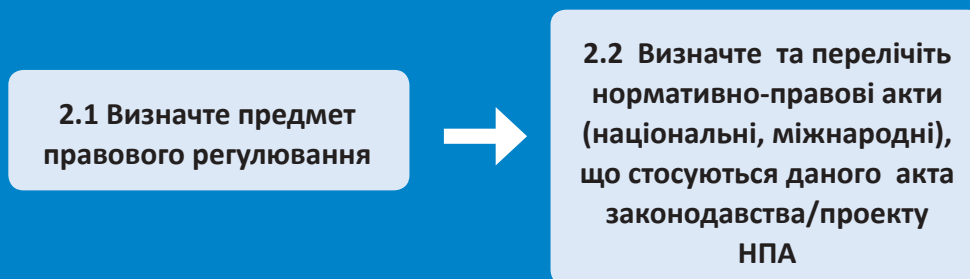 2.1 Визначте предмет
правового регулювання
2.2 Визначте та перелічіть
нормативно-правові акти
(національні, міжнародні),
що стосуються даного акта
законодавства/проекту
НПА